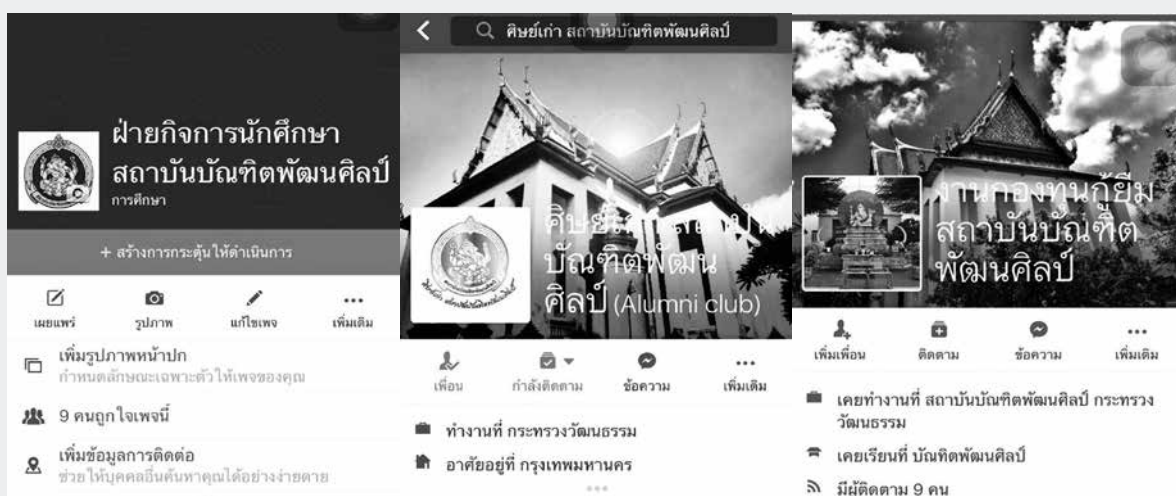 ฝ่ายกิจการนักศึกษา
สถาบันบัณฑิตพัฒนศิลป์
การศึกษา
+ สร้างการกระตุ้นให้ดำเนินการ
เผยแพร่ รูปภาพ แก้ไขเพจ เพิ่มเติม
เพิ่มรูปภาพหน้าปก
กำหนดลักษณะเฉพาะตัวให้เพจของคุณ
9 คนถูกใจเพจนี้
เพิ่มข้อมูลการติดต่อ
ช่วยให้บุคคลอื่นค้นหาคุณได้อย่างง่ายดาย
ศิษย์เก่า สถาบันบัณฑิตพัฒนศิลป์
ศิษย์เก่า สถาบัน
บัณฑิตพัฒน
ศิลป์ (Alumni club)
เพื่อน กำลังติดตาม ข้อความ เพิ่มเติม
ทำงานที่ กระทรวงวัฒนธรรม
อาศัยอยู่ที่ กรุงเทพมหานคร
งานกองทุนกู้ยืม
สถาบันบัณฑิต
พัฒนศิลป์
เพิ่มเพื่อน ติดตาม ข้อความ เพิ่มเติม
เคยทำงานที่ สถาบันบัณฑิตพัฒนศิลป์ กระทรวง
วัฒนธรรม
เคยเรียนที่ บัณฑิตพัฒนศิลป์
มีผู้ติดตาม 9 คน